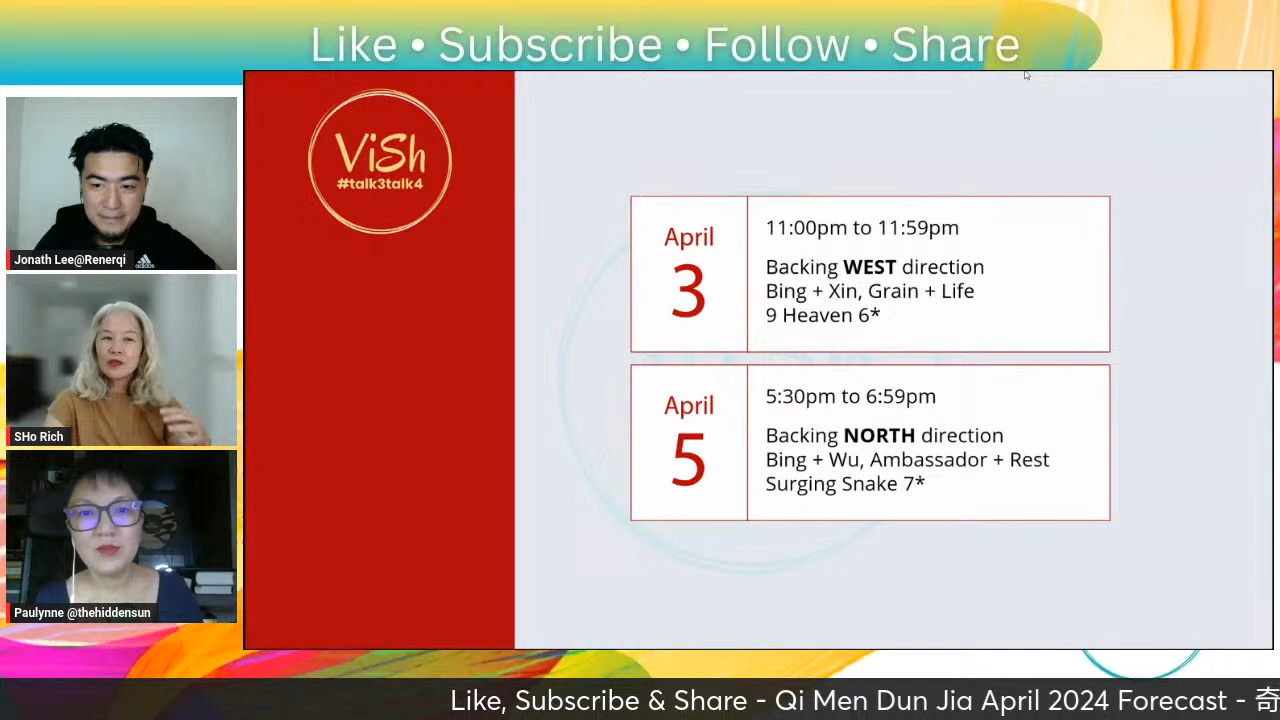 Like • Subscribe • Follow • Share
ViSh
#talk3talk4
Jonath Lee@Renerqi
adidas
SHo Rich
Paulynne @thehiddensun
April
3
11:00pm to 11:59pm
Backing WEST direction
Bing + Xin, Grain + Life
9 Heaven 6*
April
5
5:30pm to 6:59pm
Backing NORTH direction
Bing + Wu, Ambassador + Rest
Surging Snake 7*
Like, Subscribe & Share - Qi Men Dun Jia April 2024 Forecast - 奇